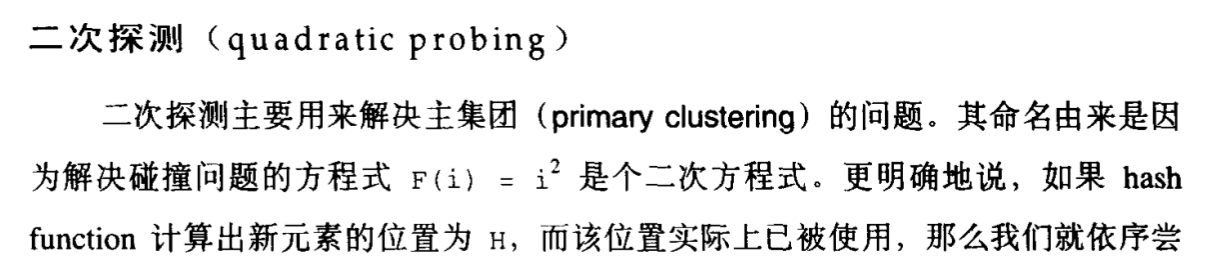 二次探测（quadratic probing）
二次探测主要用来解决主集团（primary clustering）的问题。其命名由来是因
为解决碰撞问题的方程式 F(i) = i² 是个二次方程式。更明确地说，如果 hash
function 计算出新元素的位置为 H，而该位置实际上已被使用，那么我们就依序尝